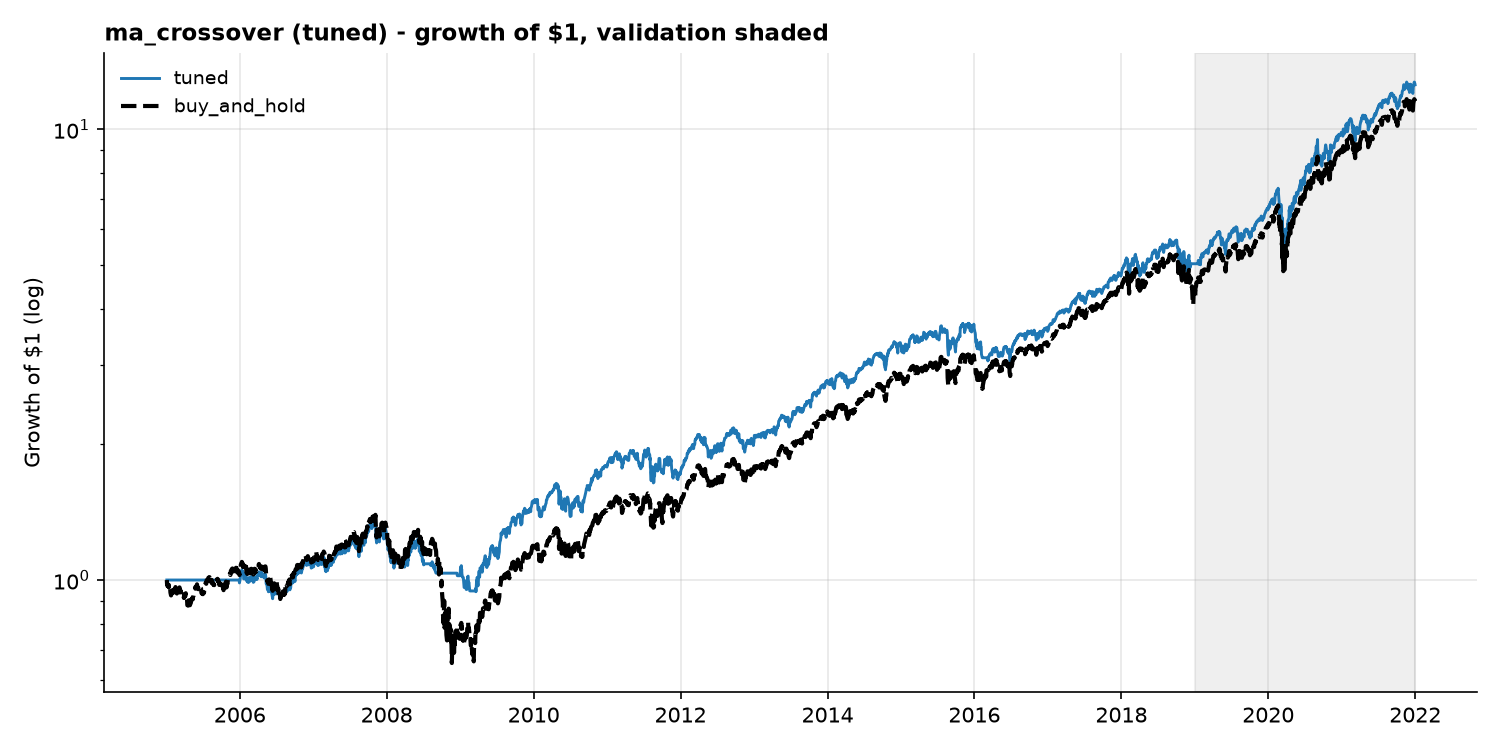 ma_crossover (tuned) - growth of $1, validation shaded
tuned
buy_and_hold
10¹
10⁰
Growth of $1 (log)
2006 2008 2010 2012 2014 2016 2018 2020 2022